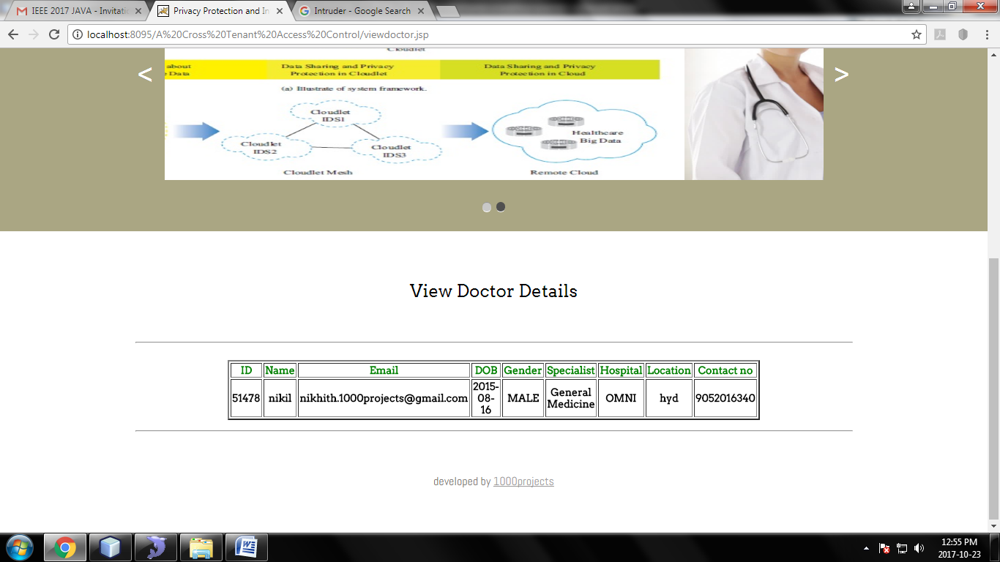 IEEE 2017 JAVA - Invitatic
Privacy Protection and In
Intruder - Google Search
localhost:8095/A%20Cross%20Tenant%20Access%20Control/viewdoctor.jsp
Cloudlet
about
Data Sharing and Privacy
Data Sharing and Privacy
Data
Protection in Cloudlet
Protection in Cloud
<
>
(a) Illustrate of system framework.
Cloudlet
IDS1
Cloudlet
IDS2
Cloudlet
IDS3
Healthcare
Big Data
Cloudlet Mesh
Remote Cloud
View Doctor Details
ID Name Email DOB Gender Specialist Hospital Location Contact no
51478 nikil nikhith.1000projects@gmail.com 2015-
08-
16 MALE General
Medicine OMNI hyd 9052016340
developed by 1000projects
12:55 PM
2017-10-23